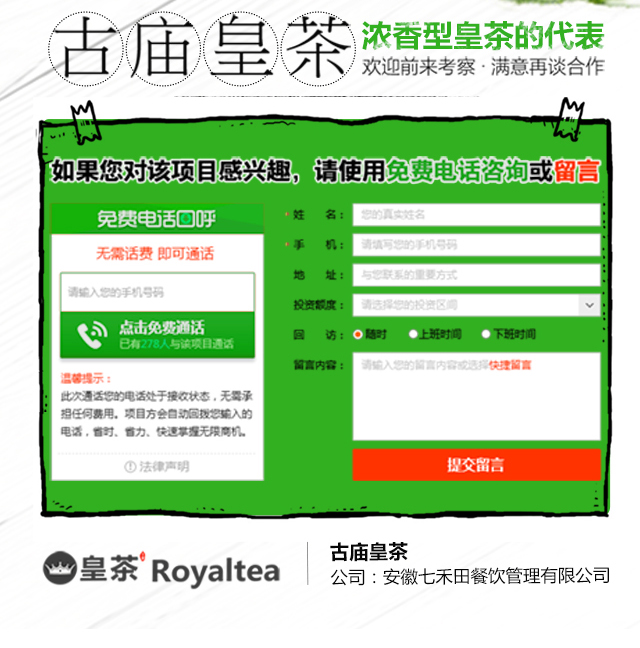 古庙皇茶
浓香型皇茶的代表
欢迎前来考察·满意再谈合作
如果您对该项目感兴趣，请使用免费电话咨询或留言
免费电话回呼
无需话费 即可通话
请输入您的手机号码
点击免费通话
已有278人与该项目通话
温馨提示：
此次通话您的电话处于接收状态，无需承
担任何费用。项目方会自动回拨您输入的
电话，省时、省力、快速掌握无限商机。
法律声明
姓 名： 您的真实姓名
手 机： 请填写您的手机号码
地 址： 与您联系的重要方式
投资额度： 请选择您的投资区间
回 访： 随时 上班时间 下班时间
留言内容： 请输入您的留言内容或选择快捷留言
提交留言
皇茶 Royaltea
古庙皇茶
公司：安徽七禾田餐饮管理有限公司